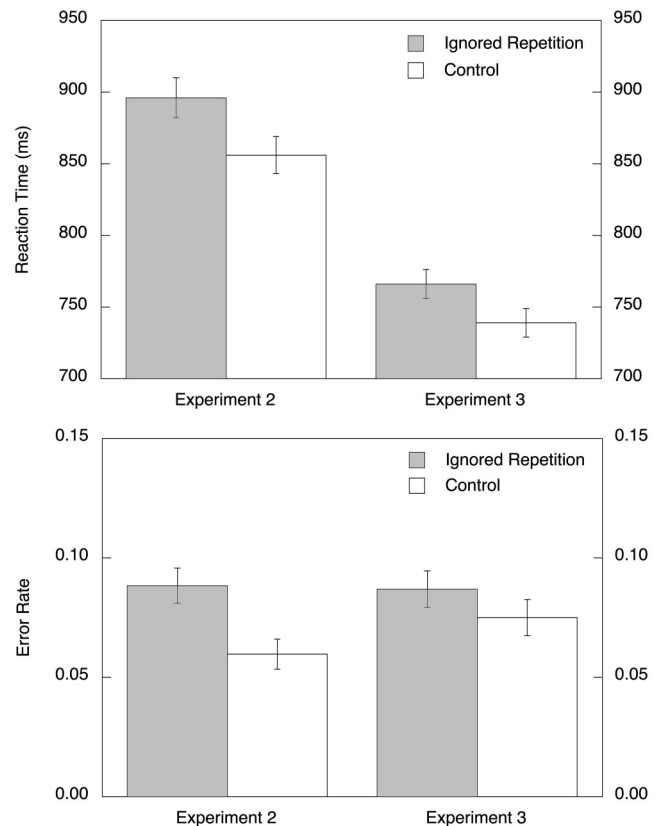 950 950
Ignored Repetition
Control
900 900
850 850
800 800
750 750
700 700
Reaction Time (ms)
Experiment 2 Experiment 3
0.15 0.15
Ignored Repetition
Control
0.10 0.10
0.05 0.05
0.00 0.00
Error Rate
Experiment 2 Experiment 3